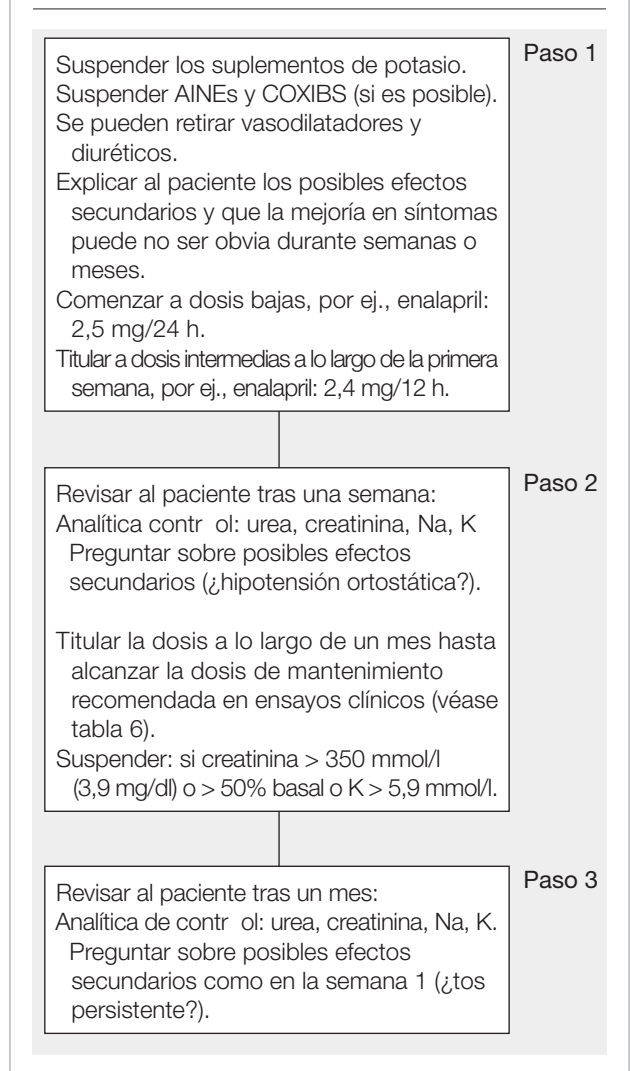 Paso 1
Suspender los suplementos de potasio.
Suspender AINEs y COXIBS (si es posible).
Se pueden retirar vasodilatadores y
diuréticos.
Explicar al paciente los posibles efectos
secundarios y que la mejoría en síntomas
puede no ser obvia durante semanas o
meses.
Comenzar a dosis bajas, por ej., enalapril:
2,5 mg/24 h.
Titular a dosis intermedias a lo largo de la primera
semana, por ej., enalapril: 2,4 mg/12 h.
Paso 2
Revisar al paciente tras una semana:
Analítica contr ol: urea, creatinina, Na, K
Preguntar sobre posibles efectos
secundarios (¿hipotensión ortostática?).
Titular la dosis a lo largo de un mes hasta
alcanzar la dosis de mantenimiento
recomendada en ensayos clínicos (véase
tabla 6).
Suspender: si creatinina > 350 mmol/l
(3,9 mg/dl) o > 50% basal o K > 5,9 mmol/l.
Paso 3
Revisar al paciente tras un mes:
Analítica de contr ol: urea, creatinina, Na, K.
Preguntar sobre posibles efectos
secundarios como en la semana 1 (¿tos
persistente?).